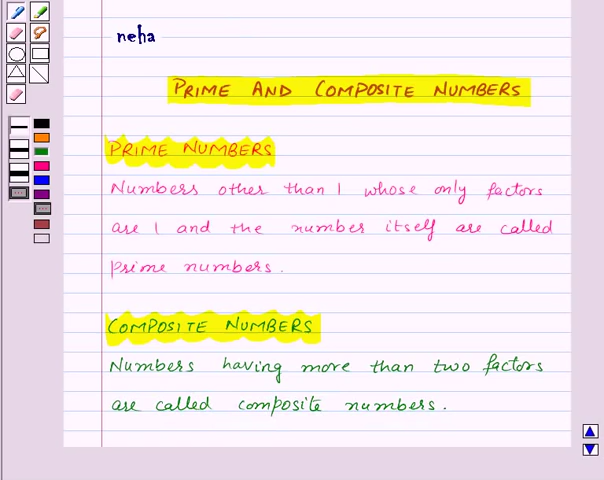 neha
PRIME AND COMPOSITE NUMBERS
PRIME NUMBERS
Numbers other than 1 whose only factors
are 1 and the number itself are called
prime numbers.
COMPOSITE NUMBERS
Numbers having more than two factors
are called composite numbers.